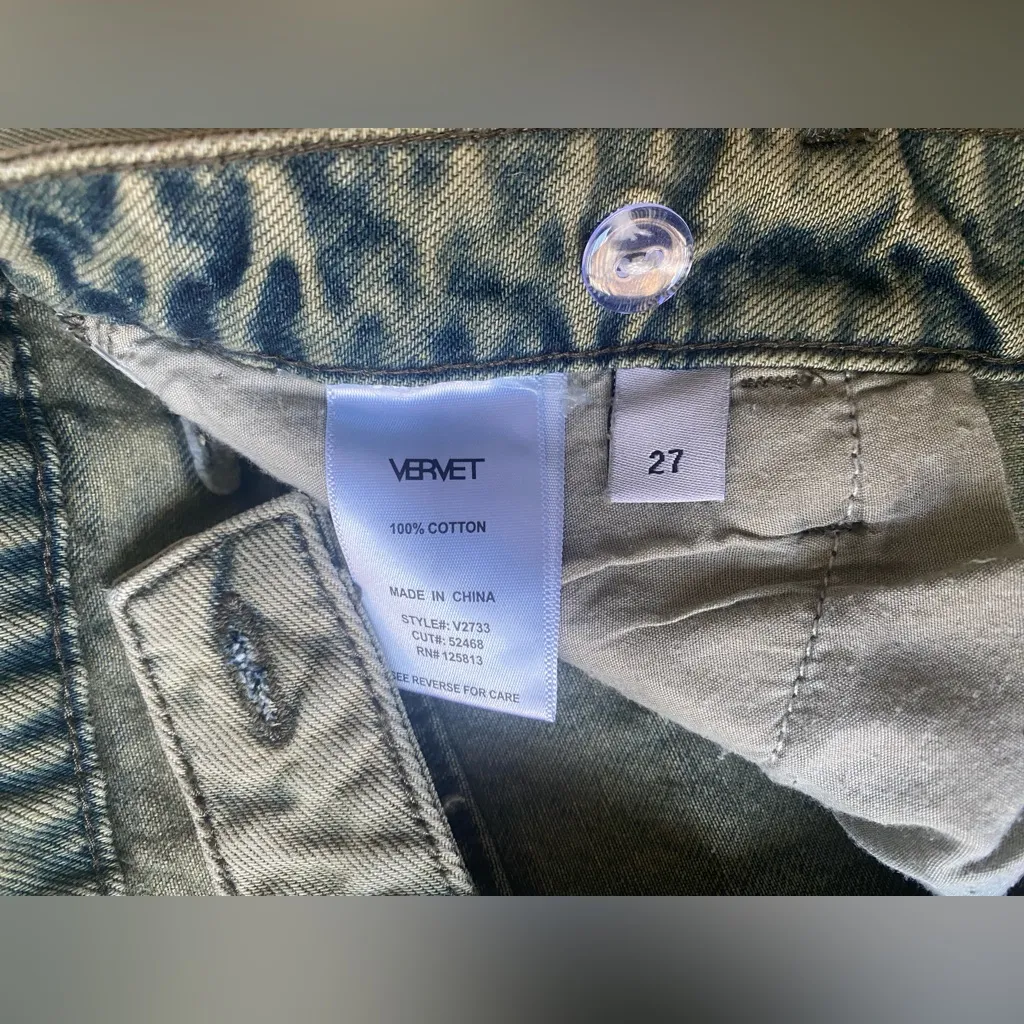 VERVET
100% COTTON
MADE IN CHINA
STYLE#: V2733
CUT#: 52468
RN# 125813
SEE REVERSE FOR CARE
27